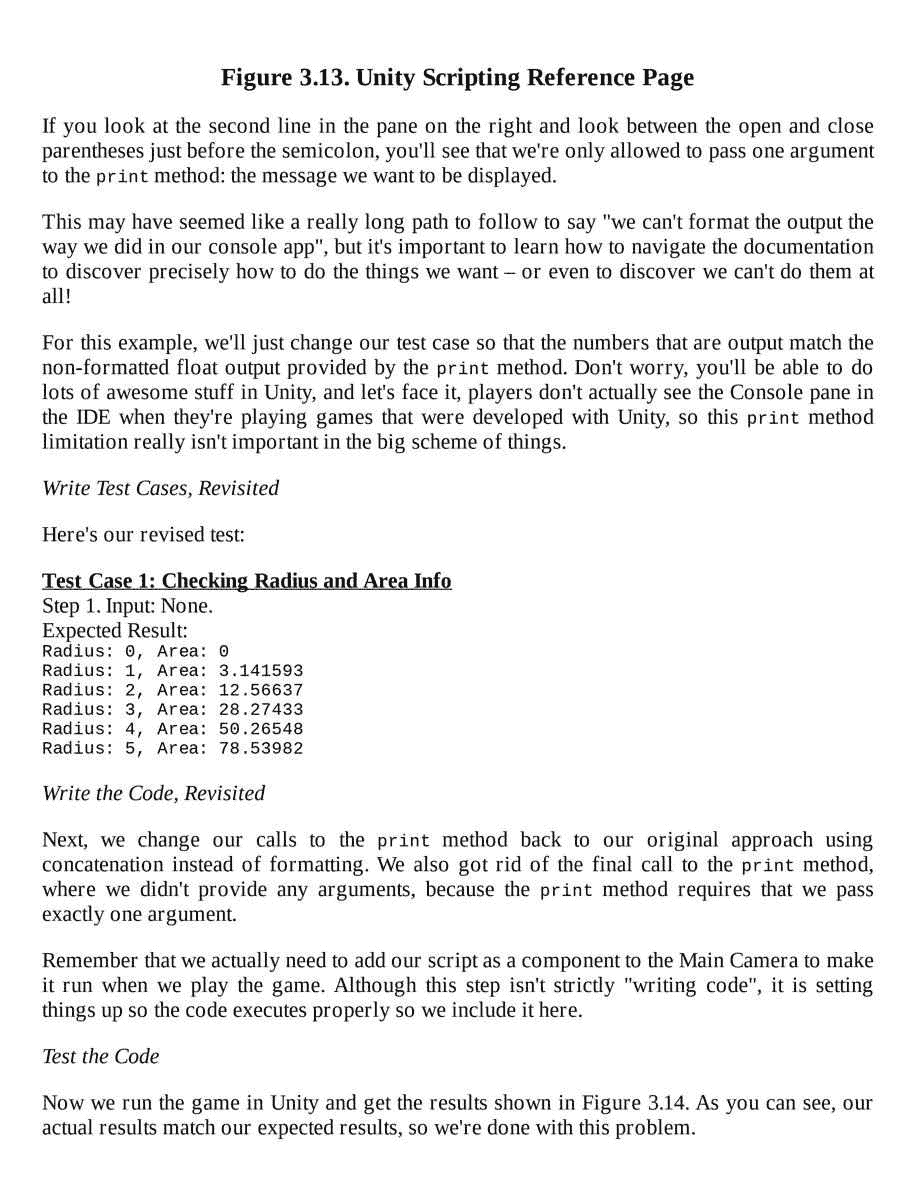 Figure 3.13. Unity Scripting Reference Page
If you look at the second line in the pane on the right and look between the open and close
parentheses just before the semicolon, you'll see that we're only allowed to pass one argument
to the print method: the message we want to be displayed.
This may have seemed like a really long path to follow to say "we can't format the output the
way we did in our console app", but it's important to learn how to navigate the documentation
to discover precisely how to do the things we want – or even to discover we can't do them at
all!
For this example, we'll just change our test case so that the numbers that are output match the
non-formatted float output provided by the print method. Don't worry, you'll be able to do
lots of awesome stuff in Unity, and let's face it, players don't actually see the Console pane in
the IDE when they're playing games that were developed with Unity, so this print method
limitation really isn't important in the big scheme of things.
Write Test Cases, Revisited
Here's our revised test:
Test Case 1: Checking Radius and Area Info
Step 1. Input: None.
Expected Result:
Radius: 0, Area: 0
Radius: 1, Area: 3.141593
Radius: 2, Area: 12.56637
Radius: 3, Area: 28.27433
Radius: 4, Area: 50.26548
Radius: 5, Area: 78.53982
Write the Code, Revisited
Next, we change our calls to the print method back to our original approach using
concatenation instead of formatting. We also got rid of the final call to the print method,
where we didn't provide any arguments, because the print method requires that we pass
exactly one argument.
Remember that we actually need to add our script as a component to the Main Camera to make
it run when we play the game. Although this step isn't strictly "writing code", it is setting
things up so the code executes properly so we include it here.
Test the Code
Now we run the game in Unity and get the results shown in Figure 3.14. As you can see, our
actual results match our expected results, so we're done with this problem.